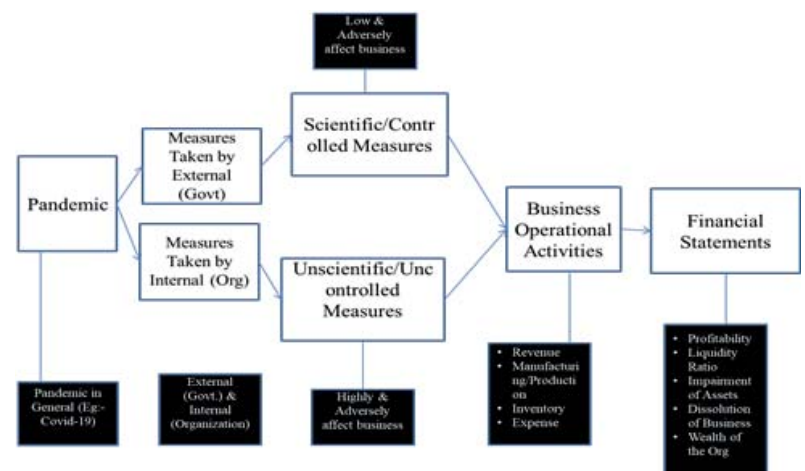 Low &
Adversely
affect business
Measures
Taken by
External
(Govt)
Scientific/Contr
olled Measures
Pandemic
Measures
Taken by
Internal (Org)
Unscientific/Unc
ontrolled
Measures
Business
Operational
Activities
Financial
Statements
Pandemic in
General (Eg:-
Covid-19)
External
(Govt.) &
Internal
(Organization)
Highly &
Adversely
affect business
• Revenue
• Manufacturi
ng/Producti
on
• Inventory
• Expense
• Profitability
• Liquidity
Ratio
• Impairment
of Assets
• Dissolution
of Business
• Wealth of
the Org